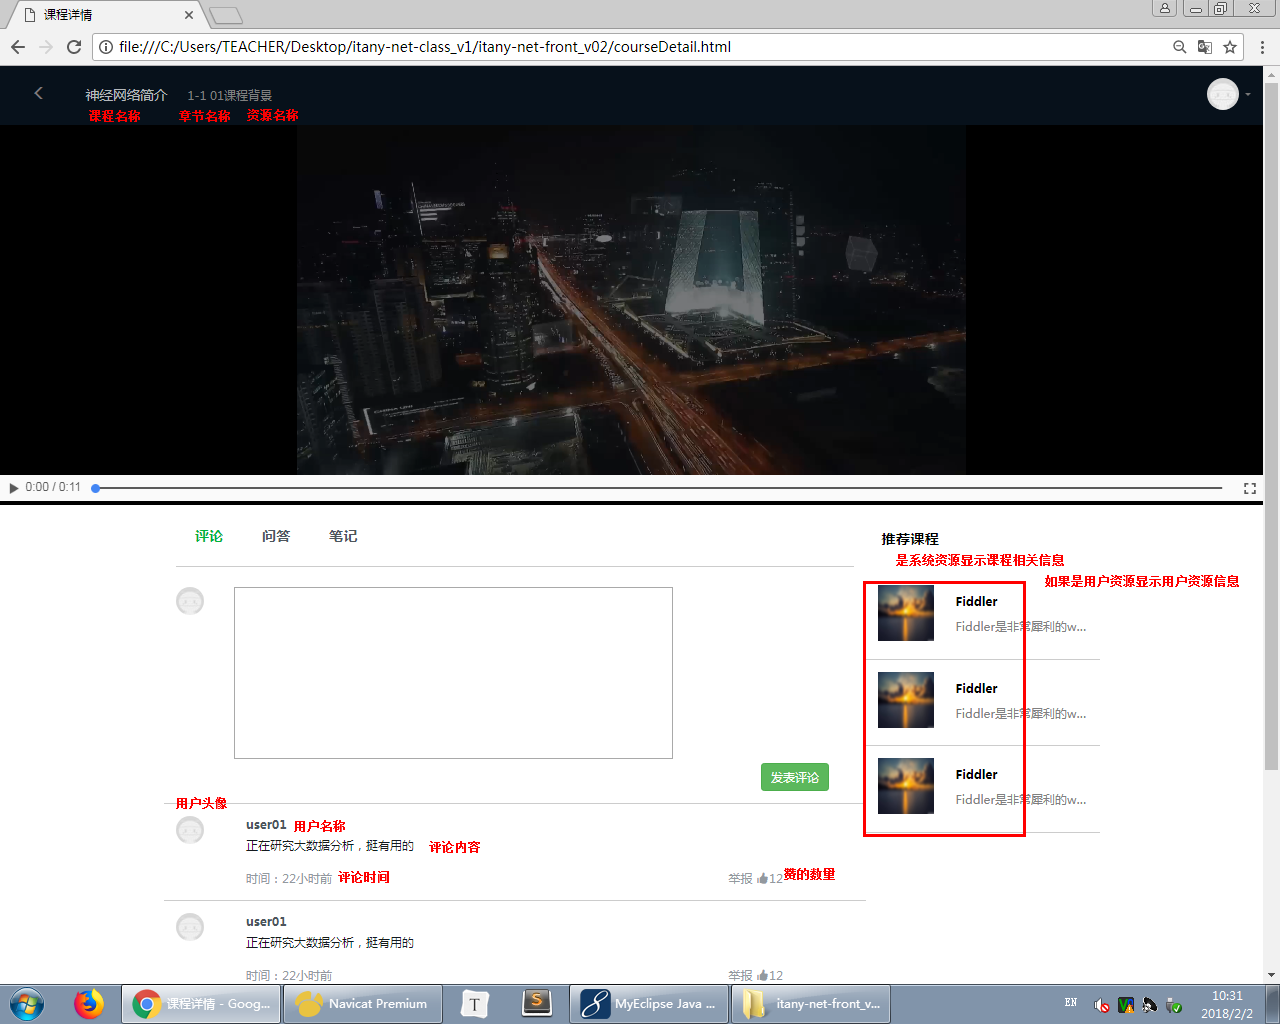 课程详情
file:///C:/Users/TEACHER/Desktop/itany-net-class_v1/itany-net-front_v02/courseDetail.html
神经网络简介 1-1 01课程背景
课程名称 章节名称 资源名称
0:00 / 0:11
评论 问答 笔记
推荐课程
是系统资源显示课程相关信息
如果是用户资源显示用户资源信息
Fiddler
Fiddler是非常犀利的w...
Fiddler
Fiddler是非常犀利的w...
Fiddler
Fiddler是非常犀利的w...
发表评论
用户头像
user01 用户名称
正在研究大数据分析，挺有用的 评论内容
时间：22小时前 评论时间 举报 12 赞的数量
user01
正在研究大数据分析，挺有用的
时间：22小时前 举报 12
课程详情 - Goog...
Navicat Premium
T
S
MyEclipse Java ...
itany-net-front_v...
EN
10:31
2018/2/2